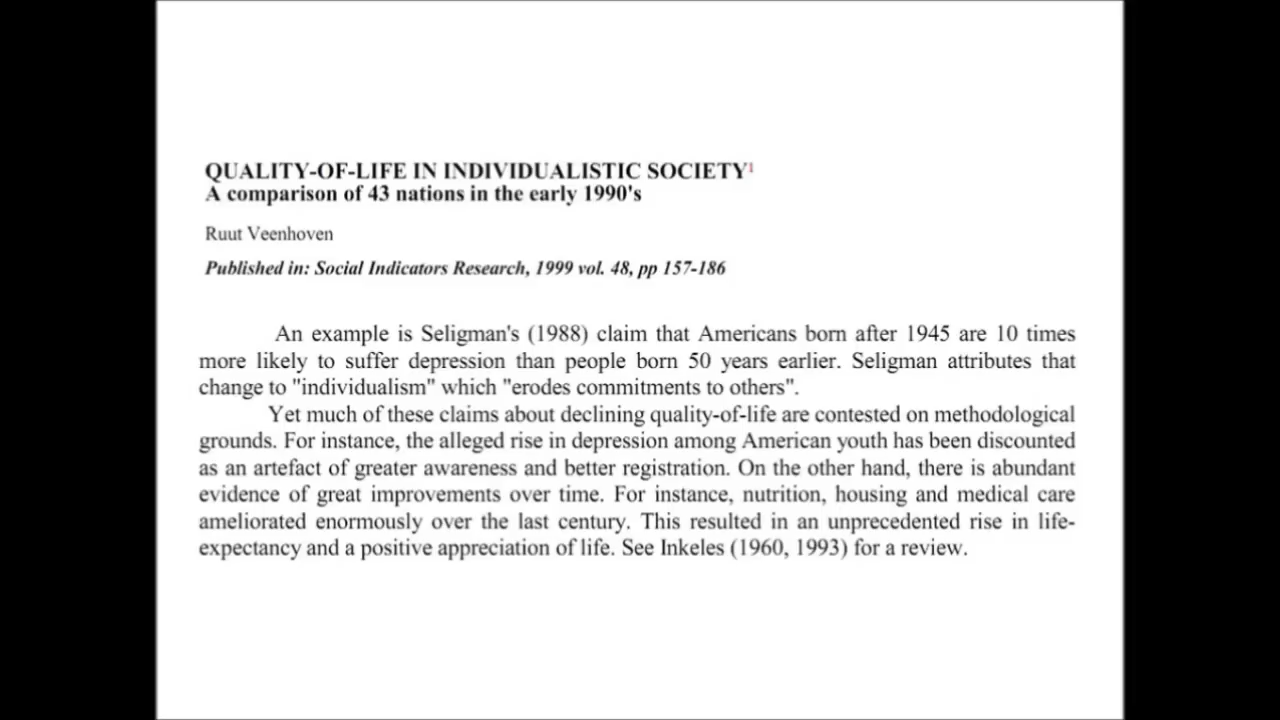 QUALITY-OF-LIFE IN INDIVIDUALISTIC SOCIETY1
A comparison of 43 nations in the early 1990's
Ruut Veenhoven
Published in: Social Indicators Research, 1999 vol. 48, pp 157-186
An example is Seligman's (1988) claim that Americans born after 1945 are 10 times
more likely to suffer depression than people born 50 years earlier. Seligman attributes that
change to "individualism" which "erodes commitments to others".
Yet much of these claims about declining quality-of-life are contested on methodological
grounds. For instance, the alleged rise in depression among American youth has been discounted
as an artefact of greater awareness and better registration. On the other hand, there is abundant
evidence of great improvements over time. For instance, nutrition, housing and medical care
ameliorated enormously over the last century. This resulted in an unprecedented rise in life-
expectancy and a positive appreciation of life. See Inkeles (1960, 1993) for a review.